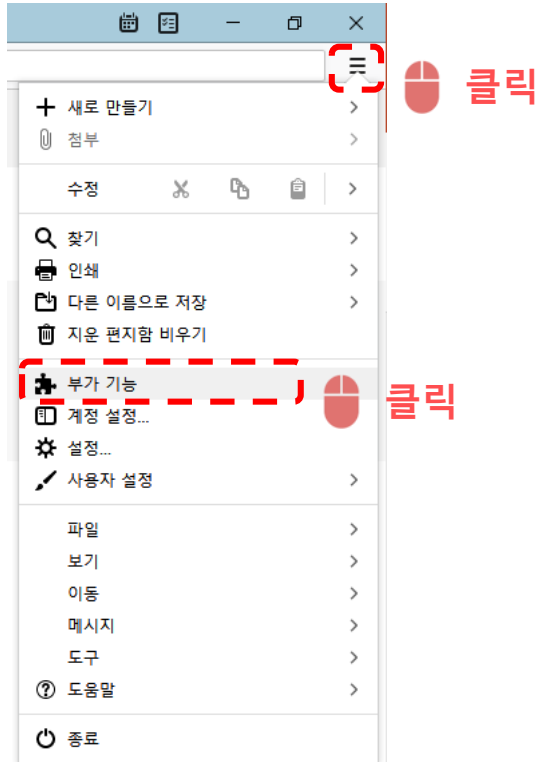 클릭
새로 만들기
첨부
수정
찾기
인쇄
다른 이름으로 저장
지운 편지함 비우기
부가 기능
클릭
계정 설정...
설정...
사용자 설정
파일
보기
이동
메시지
도구
도움말
종료